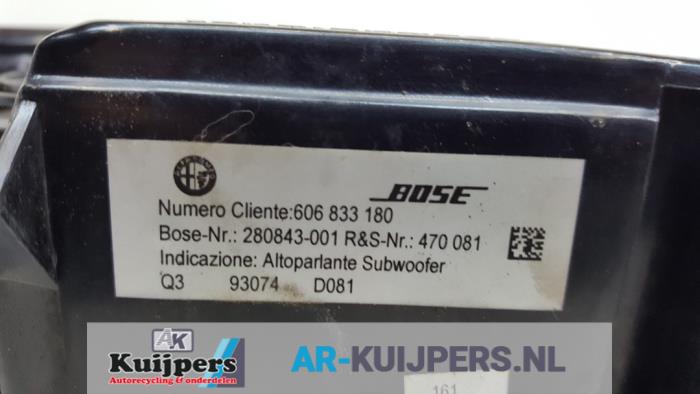 BOSE
Numero Cliente:606 833 180
Bose-Nr.: 280843-001 R&S-Nr.: 470 081
Indicazione: Altoparlante Subwoofer
Q3 93074 D081
AK
Kuijpers
Autorecycling & onderdelen
AR-KUIJPERS.NL
161